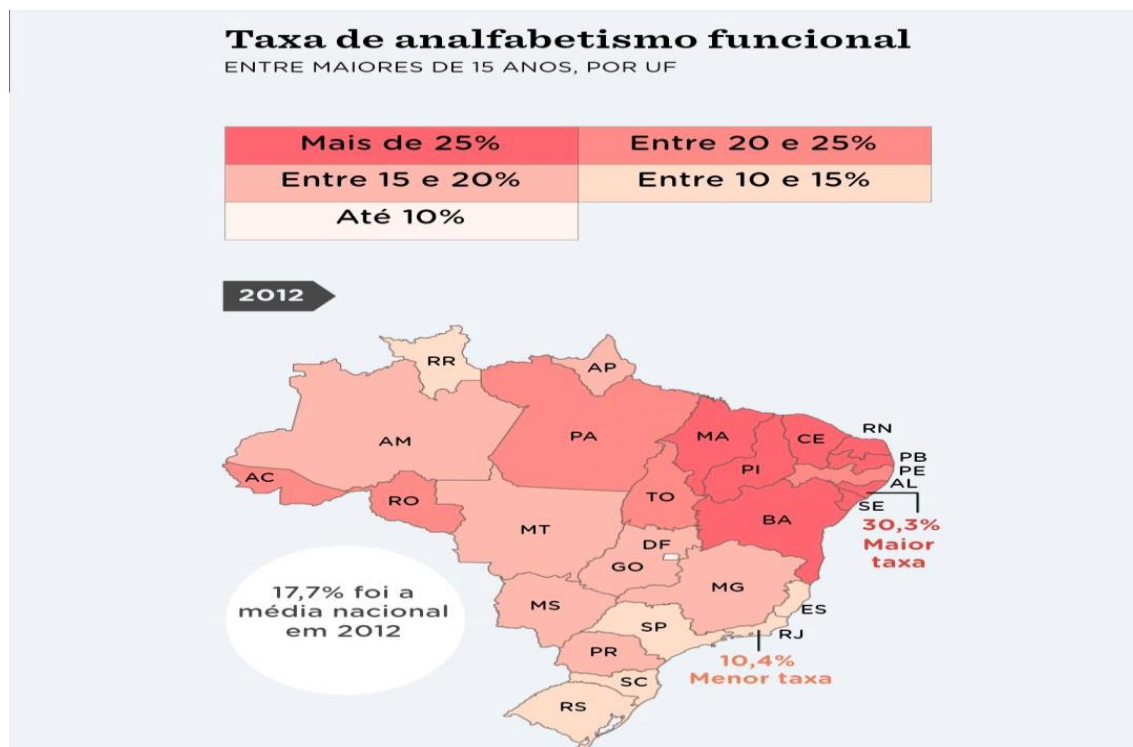 Taxa de analfabetismo funcional
ENTRE MAIORES DE 15 ANOS, POR UF
Mais de 25%
Entre 20 e 25%
Entre 15 e 20%
Entre 10 e 15%
Até 10%
2012
RR
AP
AM
PA
MA
CE
RN
PB
PE
AL
SE
PI
AC
RO
TO
BA
MT
30,3%
Maior
taxa
DF
GO
MG
17,7% foi a
média nacional
em 2012
MS
ES
SP
RJ
PR
10,4%
Menor taxa
SC
RS